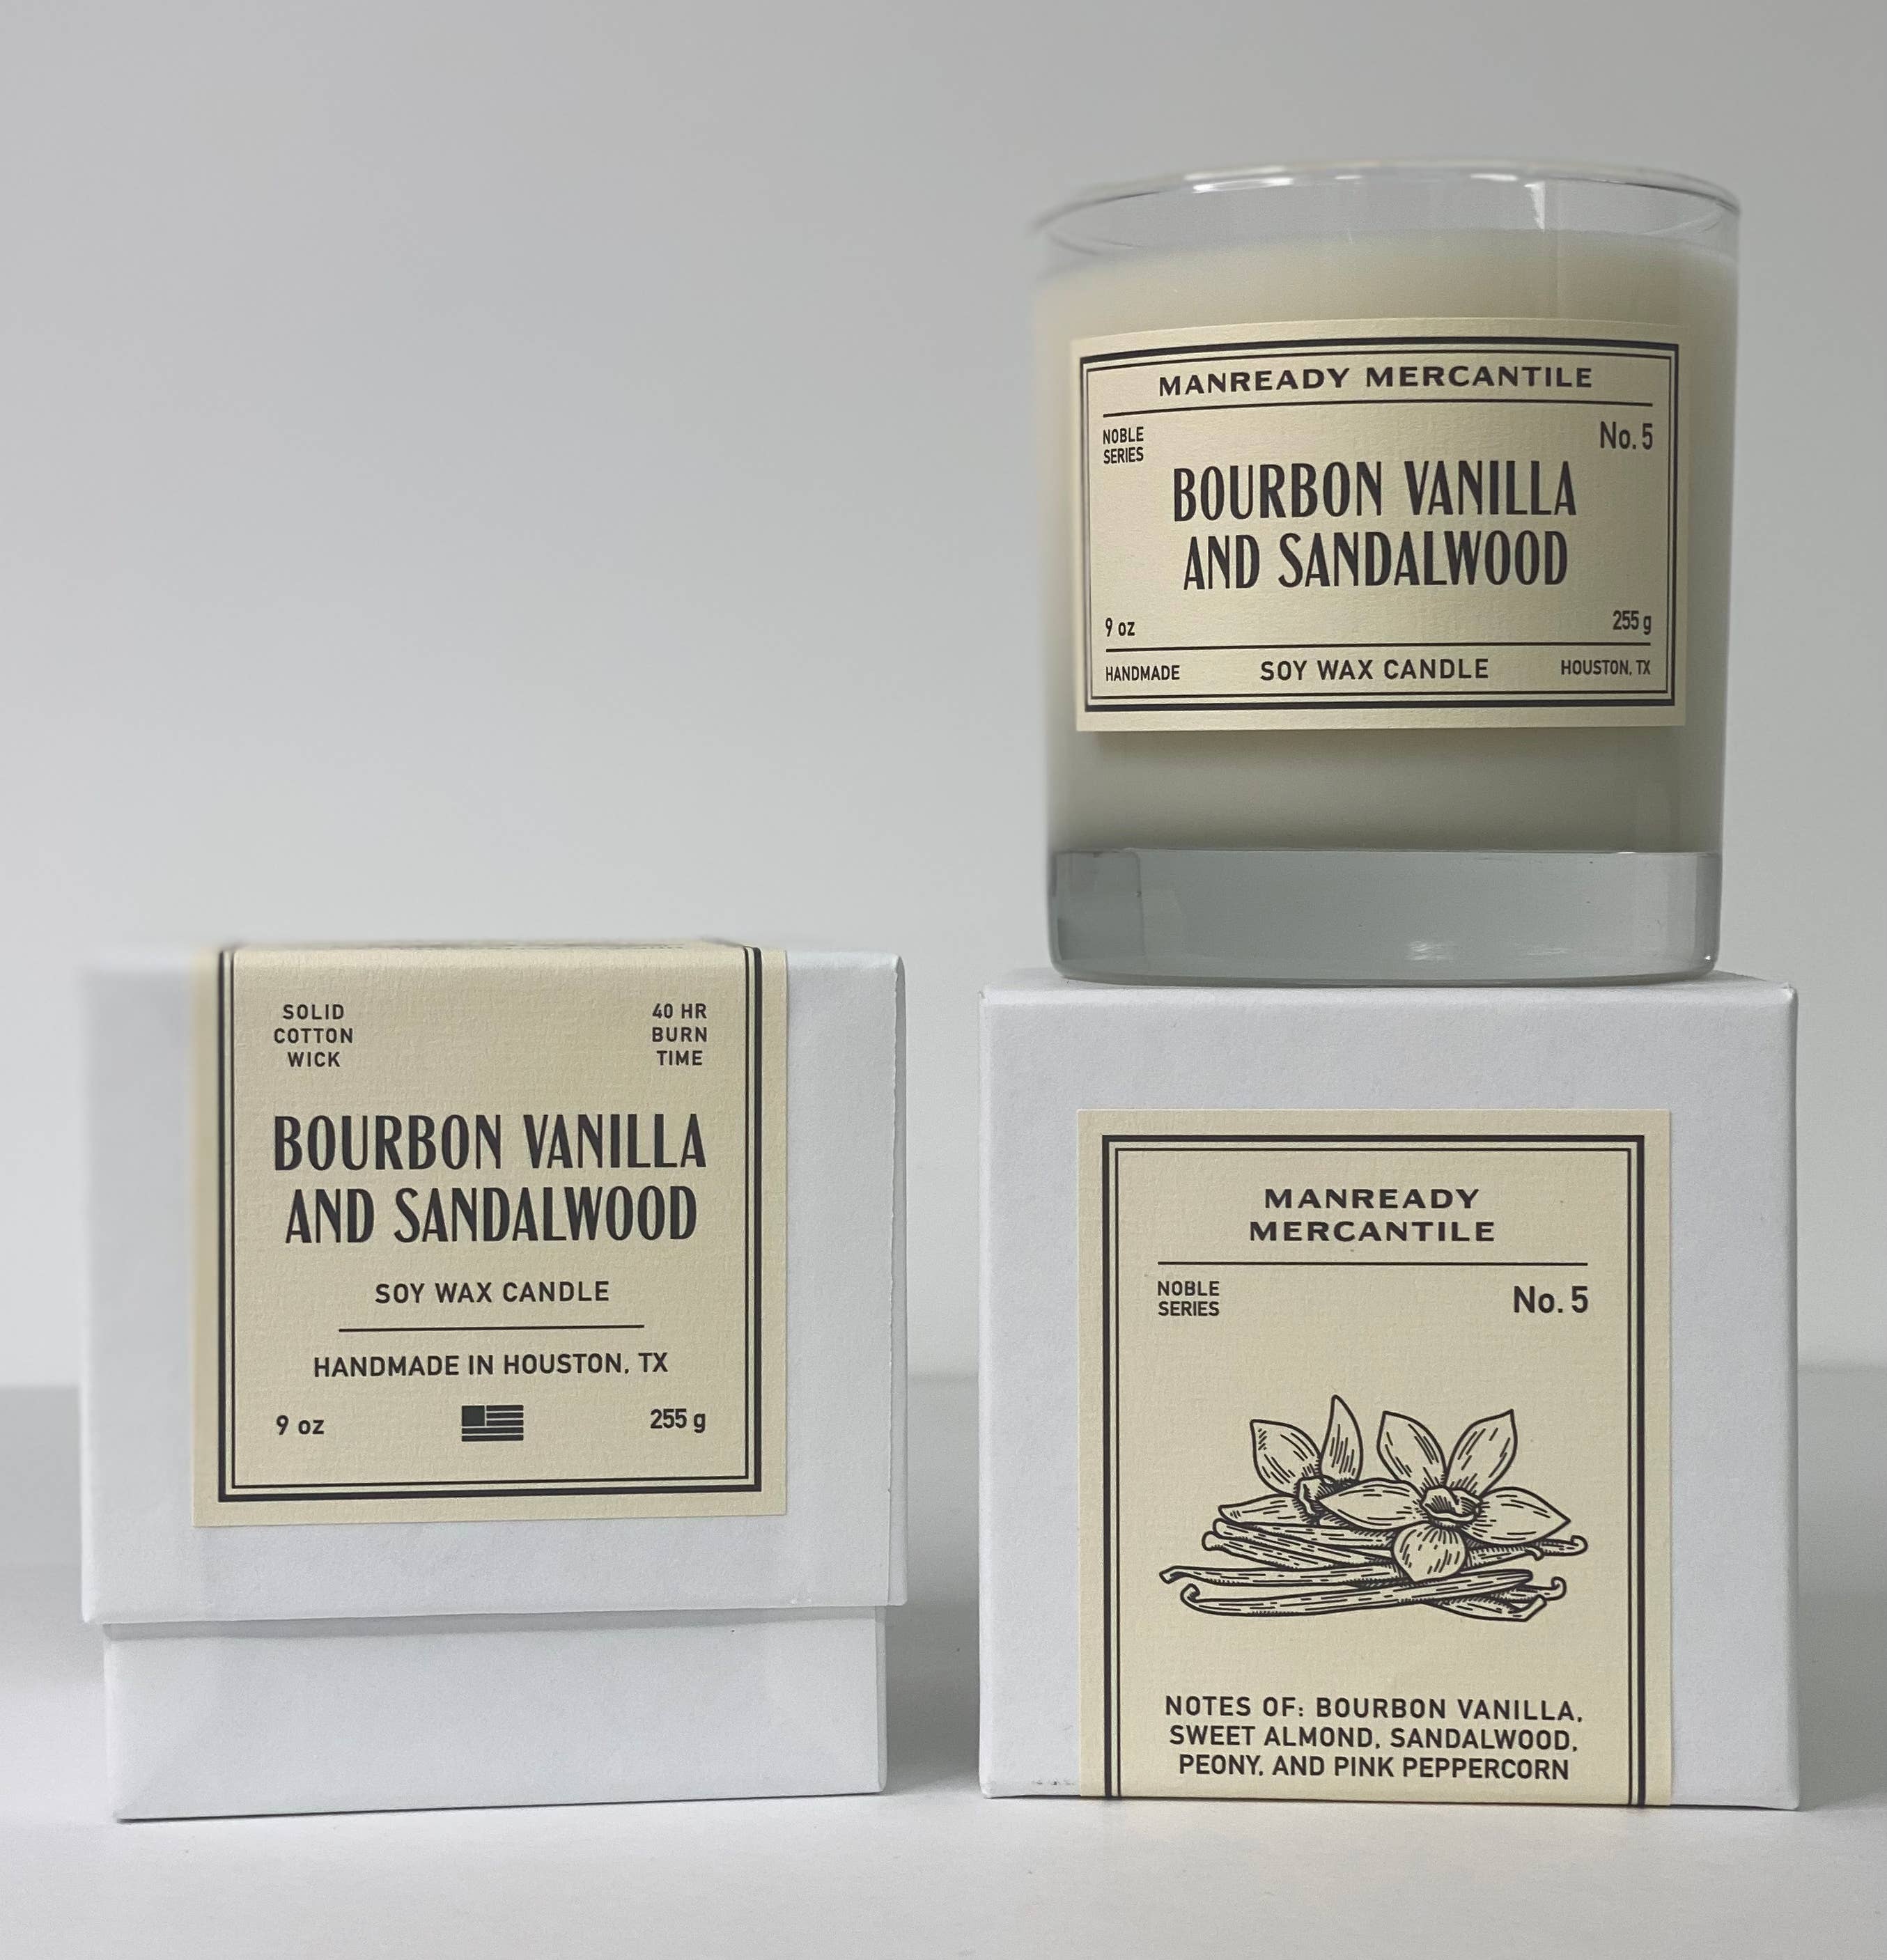 MANREADY MERCANTILE
NOBLE
SERIES
No. 5
BOURBON VANILLA
AND SANDALWOOD
9 oz
255 g
HANDMADE
SOY WAX CANDLE
HOUSTON, TX
SOLID
COTTON
WICK
40 HR
BURN
TIME
BOURBON VANILLA
AND SANDALWOOD
SOY WAX CANDLE
HANDMADE IN HOUSTON, TX
9 oz
255 g
MANREADY
MERCANTILE
NOBLE
SERIES
No. 5
NOTES OF: BOURBON VANILLA,
SWEET ALMOND, SANDALWOOD,
PEONY, AND PINK PEPPERCORN